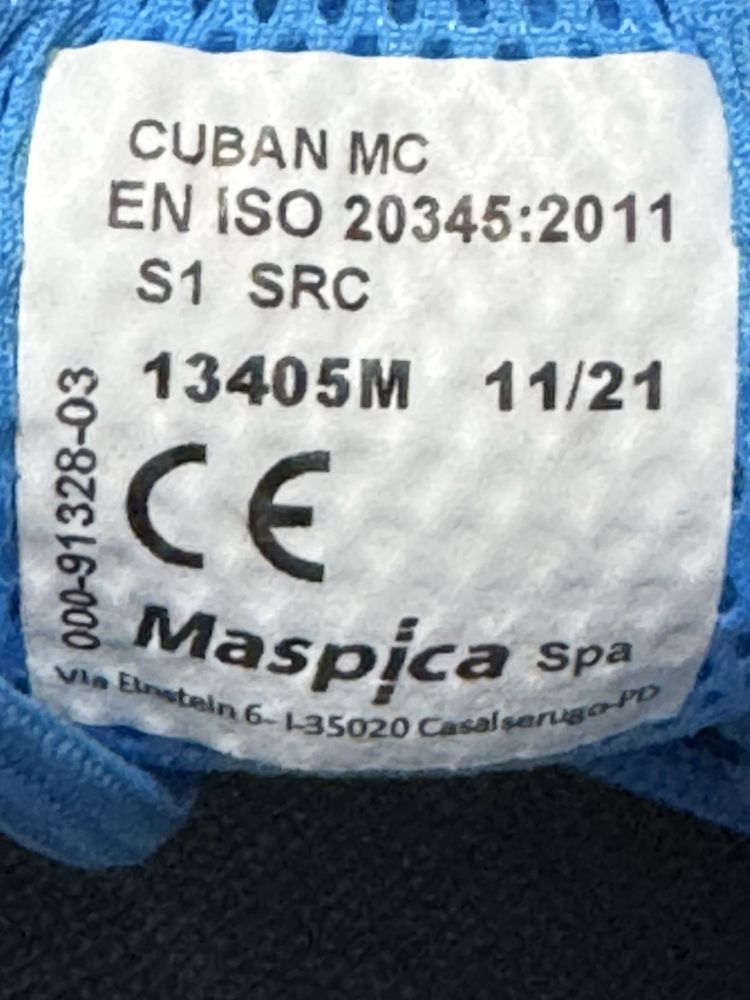 CUBAN MC
EN ISO 20345:2011
S1 SRC
13405M 11/21
000-91328-03
CE
Maspica Spa
Via Einstein 6- I-35020 Casalserugo-PD